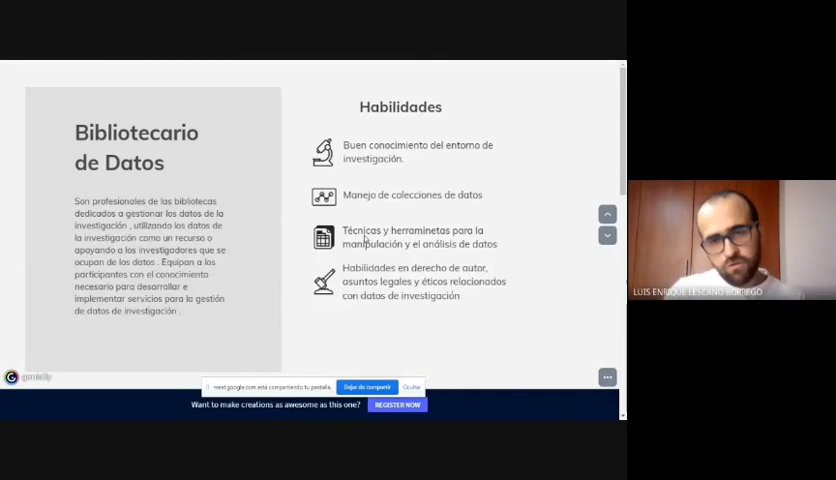 Bibliotecario
de Datos
Son profesionales de las bibliotecas
dedicados a gestionar los datos de la
investigación , utilizando los datos de
la investigación como un recurso o
apoyando a los investigadores que se
ocupan de los datos . Equipan a los
participantes con el conocimiento
necesario para desarrollar e
implementar servicios para la gestión
de datos de investigación .
Habilidades
Buen conocimiento del entorno de
investigación.
Manejo de colecciones de datos
Técnicas y herraminetas para la
manipulación y el análisis de datos
Habilidades en derecho de autor,
asuntos legales y éticos relacionados
con datos de investigación
genially
meet.google.com está compartiendo tu pantalla.
Dejar de compartir
Ocultar
Want to make creations as awesome as this one?
REGISTER NOW
LUIS ENRIQUE LESCANO BORREGO